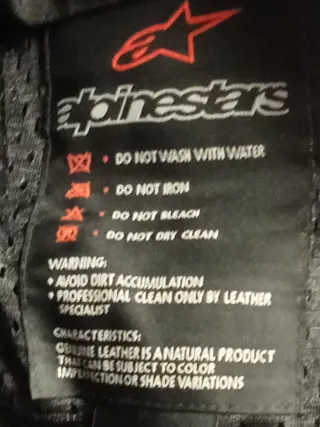 alpinestars
• DO NOT WASH WITH WATER
• DO NOT IRON
• DO NOT BLEACH
• DO NOT DRY CLEAN
WARNING:
• AVOID DIRT ACCUMULATION
• PROFESSIONAL CLEAN ONLY BY LEATHER
SPECIALIST
CHARACTERISTICS:
GENUINE LEATHER IS A NATURAL PRODUCT
THAT CAN BE SUBJECT TO COLOR
IMPERFECTION OR SHADE VARIATIONS